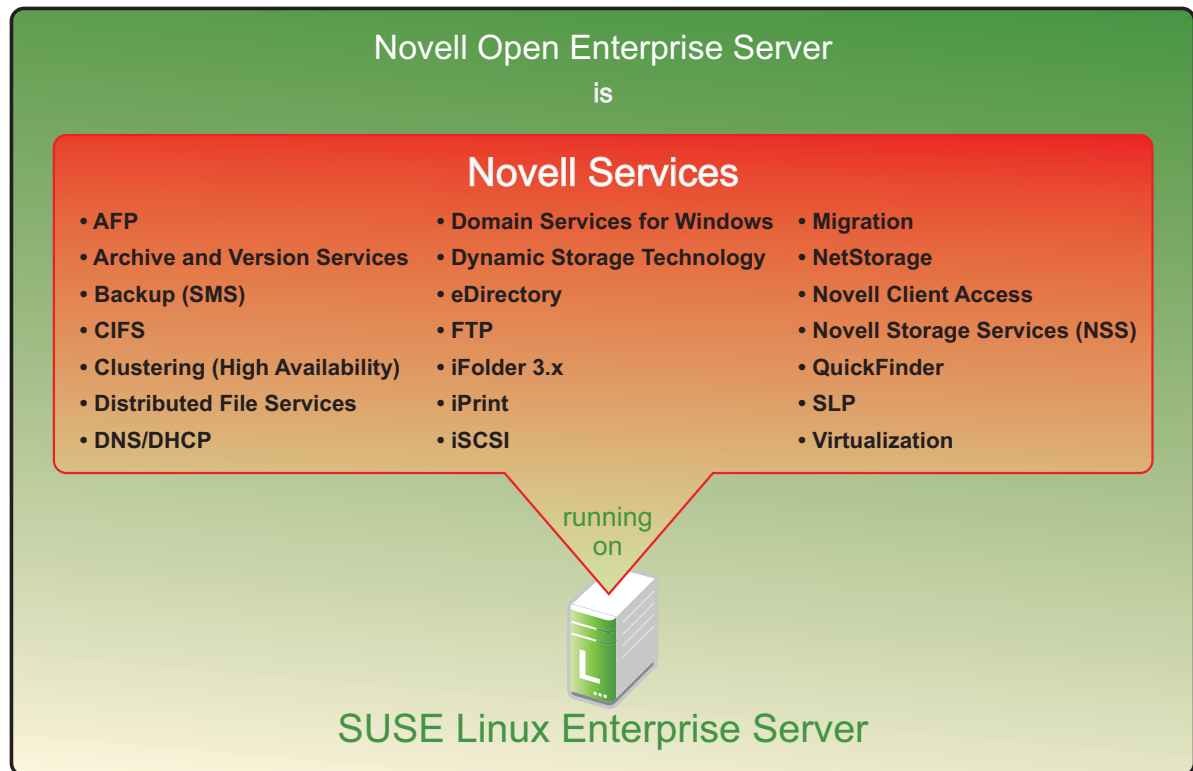 Novell Open Enterprise Server
is
Novell Services
• AFP
• Archive and Version Services
• Backup (SMS)
• CIFS
• Clustering (High Availability)
• Distributed File Services
• DNS/DHCP
• Domain Services for Windows
• Dynamic Storage Technology
• eDirectory
• FTP
• iFolder 3.x
• iPrint
• iSCSI
• Migration
• NetStorage
• Novell Client Access
• Novell Storage Services (NSS)
• QuickFinder
• SLP
• Virtualization
running
on
L
SUSE Linux Enterprise Server